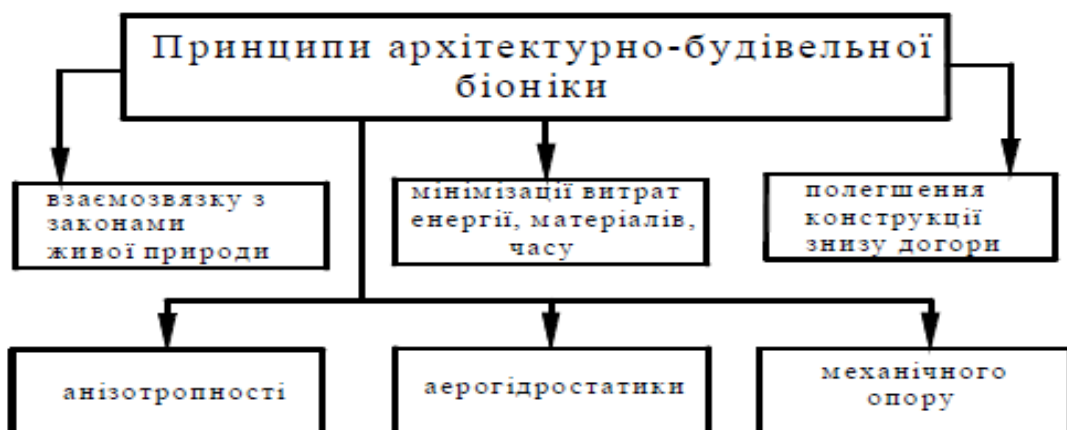 Принципи архітектурно-будівельної
біоніки
взаємозвязку з
законами
живої природи
мінімізації витрат
енергії, матеріалів,
часу
полегшення
конструкції
знизу догори
анізотропності
аерогідростатики
механічного
опору